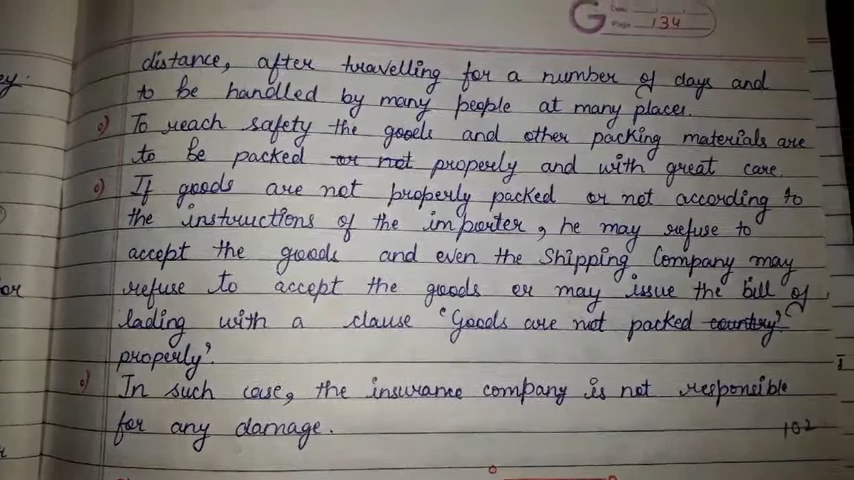 G Page 134
distance, after travelling for a number of days and
to be handled by many people at many places.
To reach safety the goods and other packing materials are
to be packed or not properly and with great care.
If goods are not properly packed or not according to
the instructions of the importer, he may refuse to
accept the goods and even the Shipping Company may
refuse to accept the goods or may issue the bill of
lading with a clause 'Goods are not packed country'
properly'.
In such case, the insurance company is not responsible
for any damage.
102